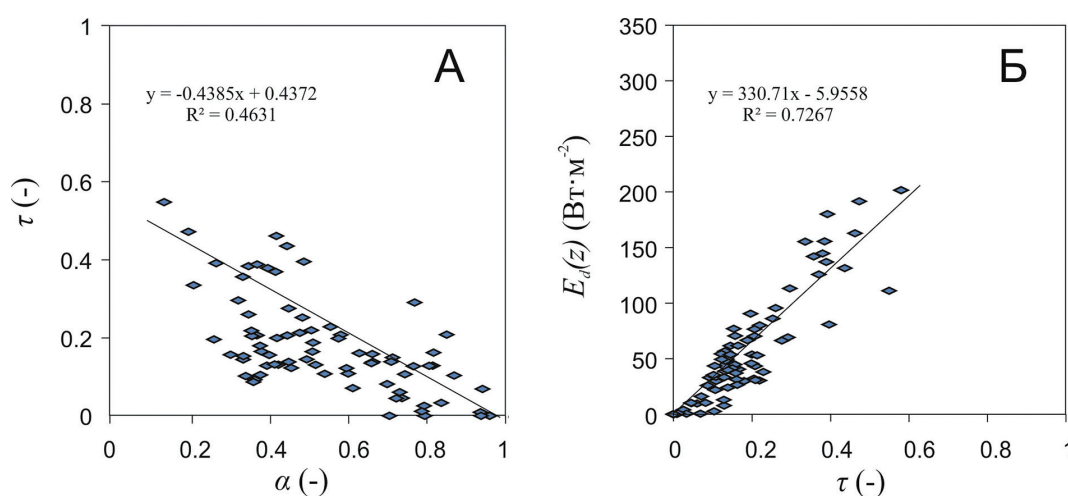 1
0.8
0.6
0.4
0.2
0
τ (-)
А
y = -0.4385x + 0.4372
R² = 0.4631
0 0.2 0.4 0.6 0.8 1
α (-)
350
300
250
200
150
100
50
0
E_d(z) (Вт·м⁻²)
Б
y = 330.71x - 5.9558
R² = 0.7267
0 0.2 0.4 0.6 0.8 1
τ (-)